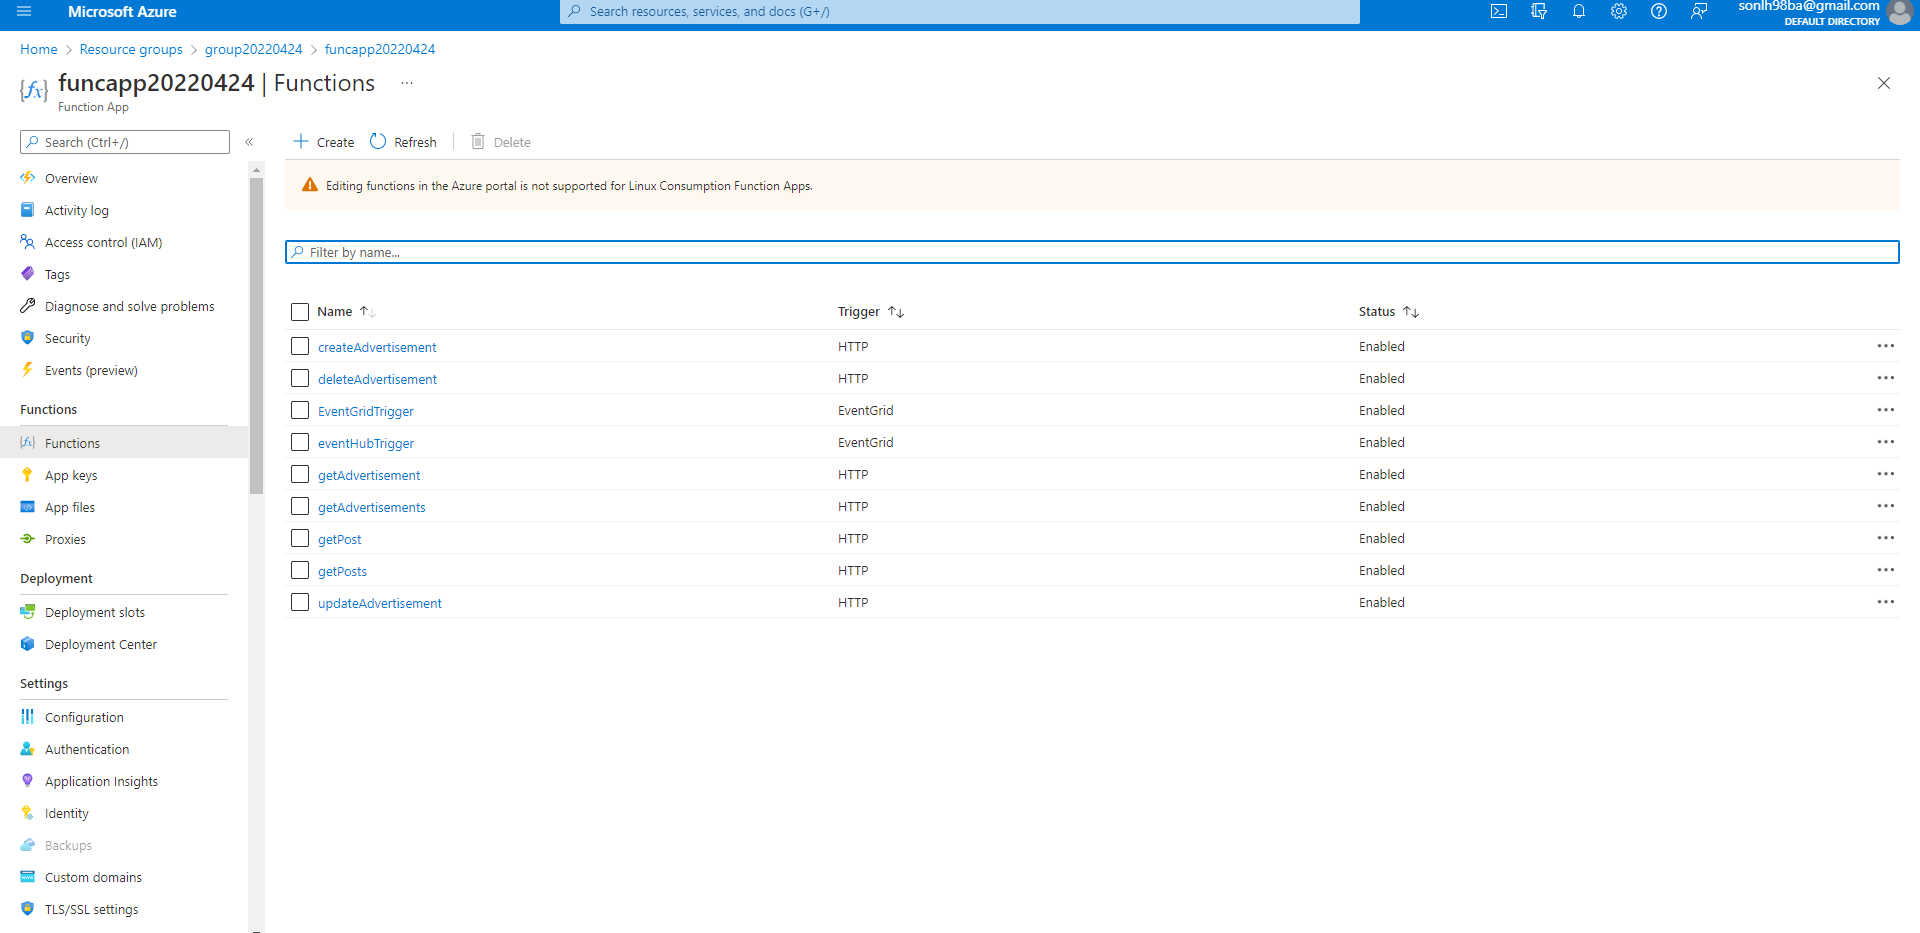 Microsoft Azure
Search resources, services, and docs (G+/)
sonlh98ba@gmail.com
DEFAULT DIRECTORY
Home > Resource groups > group20220424 > funcapp20220424
{fx} funcapp20220424 | Functions ...
Function App
Search (Ctrl+/)
«
Overview
Activity log
Access control (IAM)
Tags
Diagnose and solve problems
Security
Events (preview)
Functions
Functions
App keys
App files
Proxies
Deployment
Deployment slots
Deployment Center
Settings
Configuration
Authentication
Application Insights
Identity
Backups
Custom domains
TLS/SSL settings
+ Create Refresh Delete
Editing functions in the Azure portal is not supported for Linux Consumption Function Apps.
Filter by name...
Name ↑↓ Trigger ↑↓ Status ↑↓
createAdvertisement HTTP Enabled ...
deleteAdvertisement HTTP Enabled ...
EventGridTrigger EventGrid Enabled ...
eventHubTrigger EventGrid Enabled ...
getAdvertisement HTTP Enabled ...
getAdvertisements HTTP Enabled ...
getPost HTTP Enabled ...
getPosts HTTP Enabled ...
updateAdvertisement HTTP Enabled ...